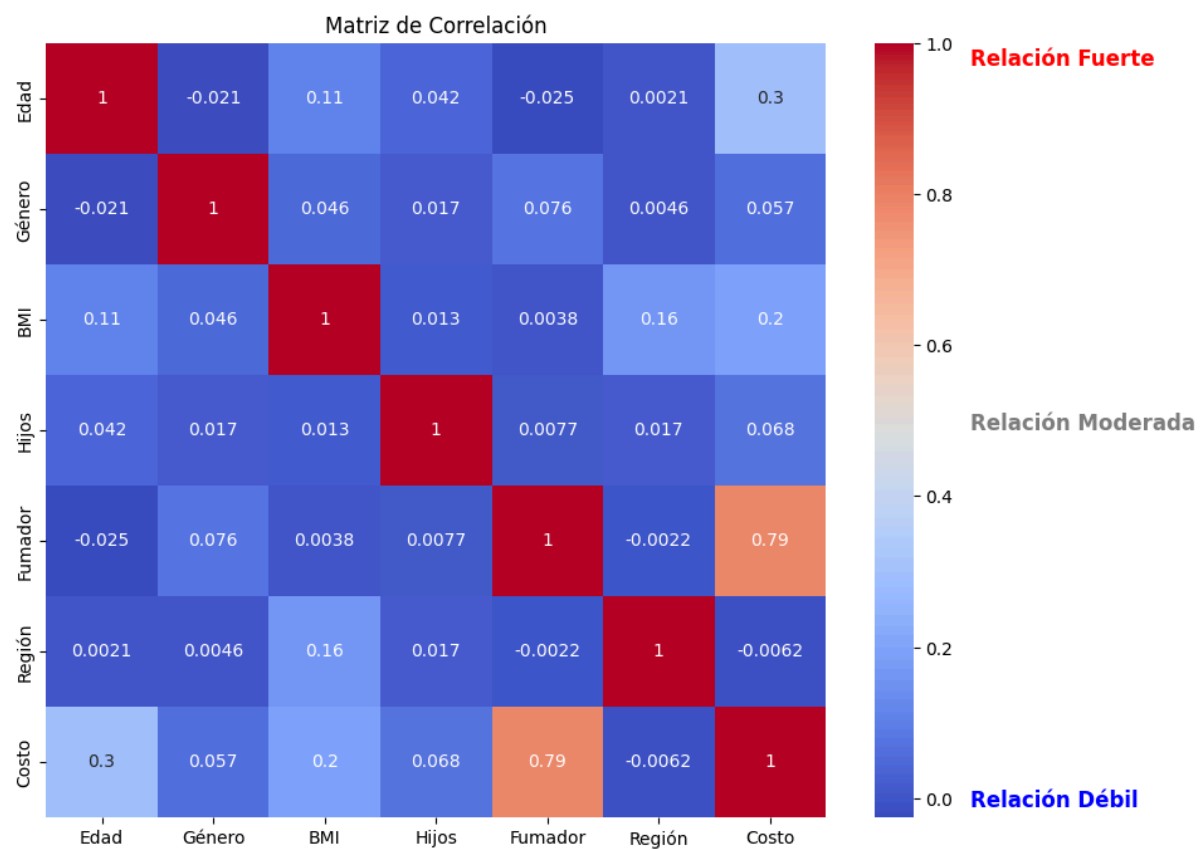 Matriz de Correlación
Edad 1 -0.021 0.11 0.042 -0.025 0.0021 0.3
Género -0.021 1 0.046 0.017 0.076 0.0046 0.057
BMI 0.11 0.046 1 0.013 0.0038 0.16 0.2
Hijos 0.042 0.017 0.013 1 0.0077 0.017 0.068
Fumador -0.025 0.076 0.0038 0.0077 1 -0.0022 0.79
Región 0.0021 0.0046 0.16 0.017 -0.0022 1 -0.0062
Costo 0.3 0.057 0.2 0.068 0.79 -0.0062 1
Edad Género BMI Hijos Fumador Región Costo
1.0 Relación Fuerte
0.8
0.6
Relación Moderada
0.4
0.2
0.0 Relación Débil